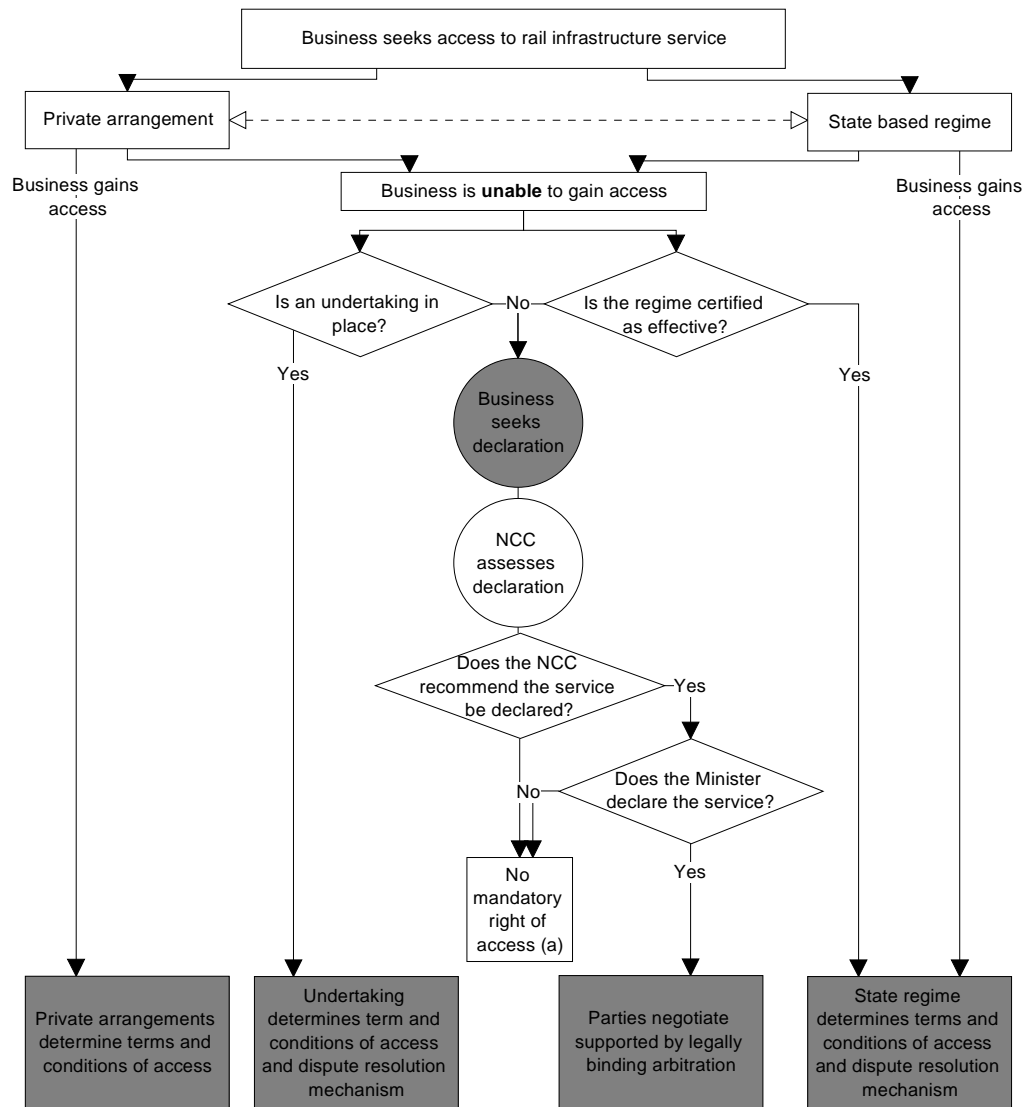 Business seeks access to rail infrastructure service
Private arrangement
State based regime
Business gains
access
Business is unable to gain access
Business gains
access
Is an undertaking in
place?
No
Is the regime certified
as effective?
Yes
Yes
Business
seeks
declaration
NCC
assesses
declaration
Does the NCC
recommend the service
be declared?
Yes
Does the Minister
declare the service?
No
Yes
No
mandatory
right of
access (a)
Private arrangements
determine terms and
conditions of access
Undertaking
determines term and
conditions of access
and dispute resolution
mechanism
Parties negotiate
supported by legally
binding arbitration
State regime
determines terms and
conditions of access
and dispute resolution
mechanism